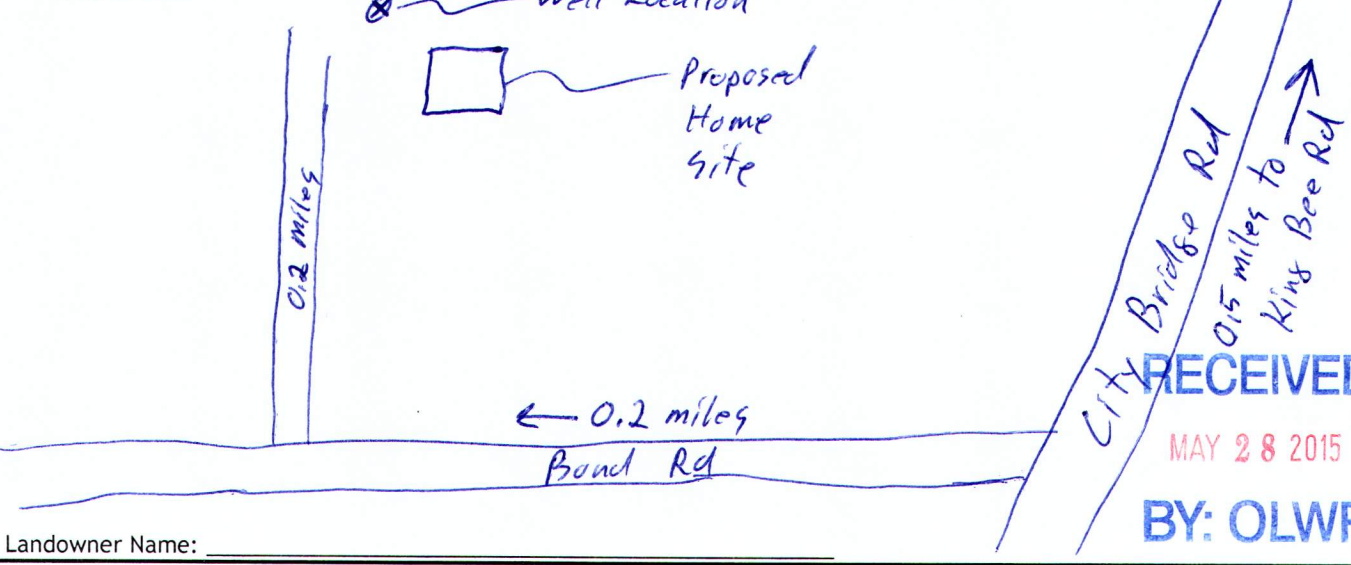 Well Location
Proposed
Home
Site
0.2 miles
City Bridge Rd
0.5 miles to
King Bee Rd
RECEIVED
MAY 28 2015
BY: OLWR
0.2 miles
Bond Rd
Landowner Name: